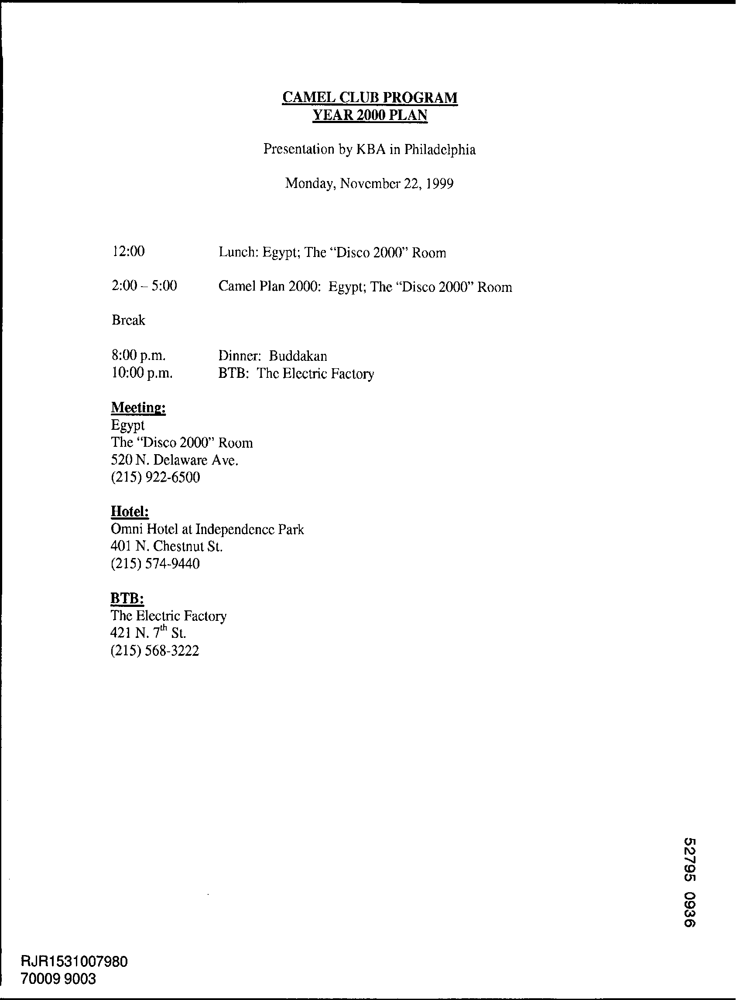 CAMEL CLUB PROGRAM
YEAR 2000 PLAN
Presentation by KBA in Philadelphia
Monday, November 22, 1999
12:00 Lunch: Egypt; The “Disco 2000” Room
2:00 – 5:00 Camel Plan 2000: Egypt; The “Disco 2000” Room
Break
8:00 p.m. Dinner: Buddakan
10:00 p.m. BTB: The Electric Factory
Meeting:
Egypt
The “Disco 2000” Room
520 N. Delaware Ave.
(215) 922-6500
Hotel:
Omni Hotel at Independence Park
401 N. Chestnut St.
(215) 574-9440
BTB:
The Electric Factory
421 N. 7th St.
(215) 568-3222
52795 0936
RJR1531007980
70009 9003